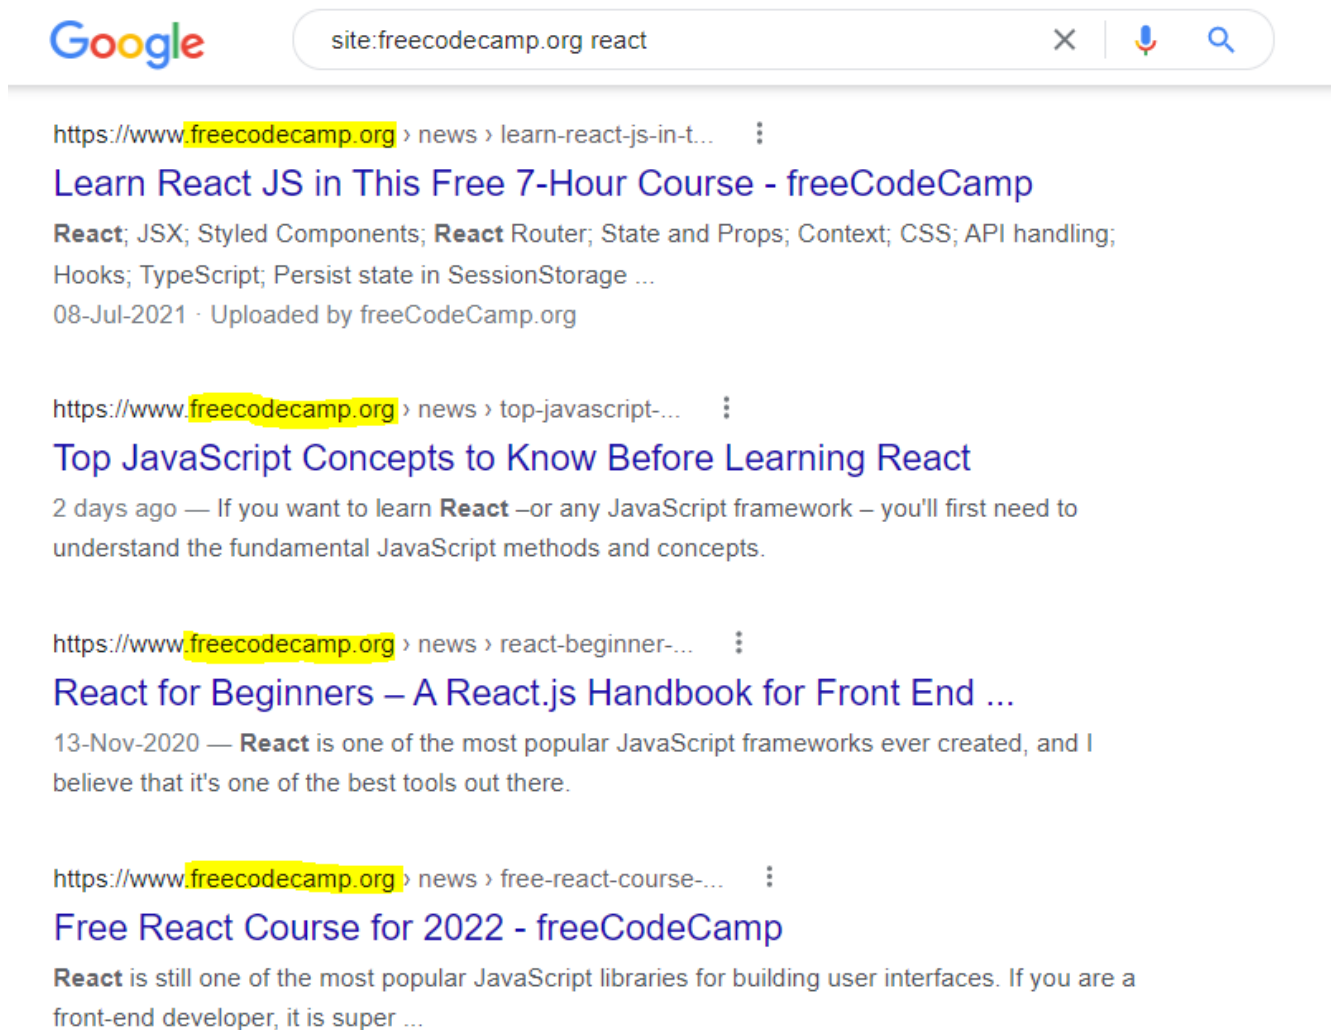 Google
site:freecodecamp.org react
https://www.freecodecamp.org › news › learn-react-js-in-t...
Learn React JS in This Free 7-Hour Course - freeCodeCamp
React; JSX; Styled Components; React Router; State and Props; Context; CSS; API handling;
Hooks; TypeScript; Persist state in SessionStorage ...
08-Jul-2021 · Uploaded by freeCodeCamp.org
https://www.freecodecamp.org › news › top-javascript-...
Top JavaScript Concepts to Know Before Learning React
2 days ago — If you want to learn React –or any JavaScript framework – you'll first need to
understand the fundamental JavaScript methods and concepts.
https://www.freecodecamp.org › news › react-beginner-...
React for Beginners – A React.js Handbook for Front End ...
13-Nov-2020 — React is one of the most popular JavaScript frameworks ever created, and I
believe that it's one of the best tools out there.
https://www.freecodecamp.org › news › free-react-course-...
Free React Course for 2022 - freeCodeCamp
React is still one of the most popular JavaScript libraries for building user interfaces. If you are a
front-end developer, it is super ...